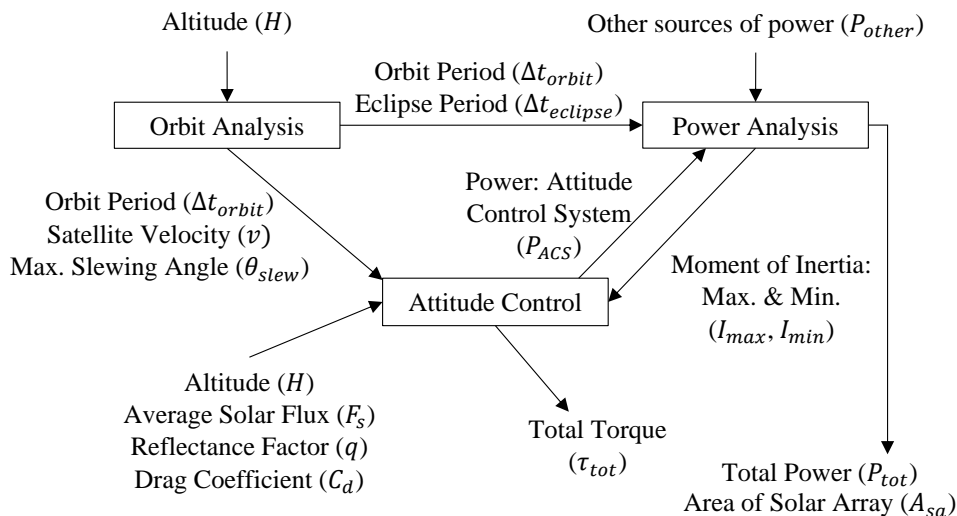 Altitude (H)
Other sources of power (P_other)
Orbit Period (Δt_orbit)
Eclipse Period (Δt_eclipse)
Orbit Analysis
Power Analysis
Orbit Period (Δt_orbit)
Satellite Velocity (v)
Max. Slewing Angle (θ_slew)
Power: Attitude
Control System
(P_ACS)
Moment of Inertia:
Max. & Min.
(I_max, I_min)
Attitude Control
Altitude (H)
Average Solar Flux (F_s)
Reflectance Factor (q)
Drag Coefficient (C_d)
Total Torque
(τ_tot)
Total Power (P_tot)
Area of Solar Array (A_sa)